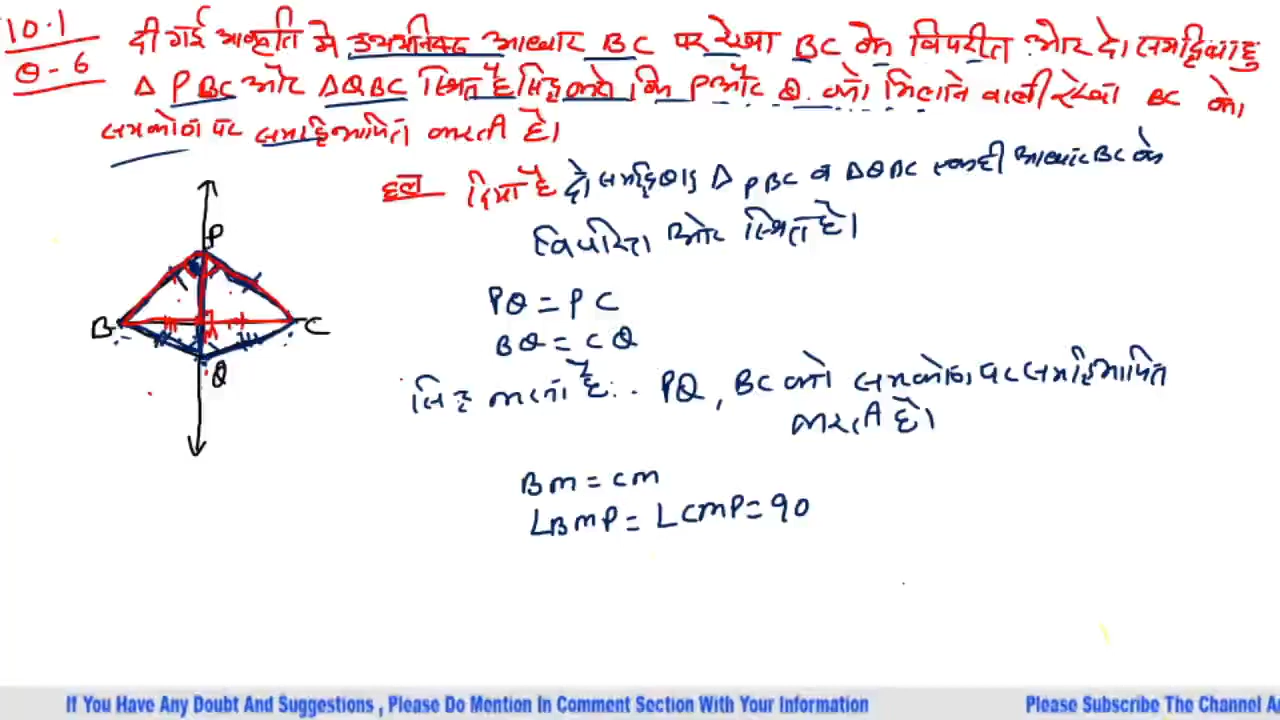 10.1
Q-6
दी गई आकृति में उभयनिष्ठ आधार BC पर रेखा BC के विपरीत ओर दो समद्विबाहु
Δ PBC और ΔQBC स्थित है सिद्ध करो कि P और Q को मिलाने वाली रेखा BC को
समकोण पर समद्विभाजित करती है।
हल दिया है दो समद्विबाहु Δ PBC व ΔQBC एकही आधार BC के
विपरित ओर स्थित है।
P
B C
Q
PQ = PC
BQ = CQ
सिद्ध करना है:. PQ, BC को समकोण पर समद्विभाजित
करती है।
BM = CM
∠BMP = ∠CMP = 90
If You Have Any Doubt And Suggestions , Please Do Mention In Comment Section With Your Information Please Subscribe The Channel A